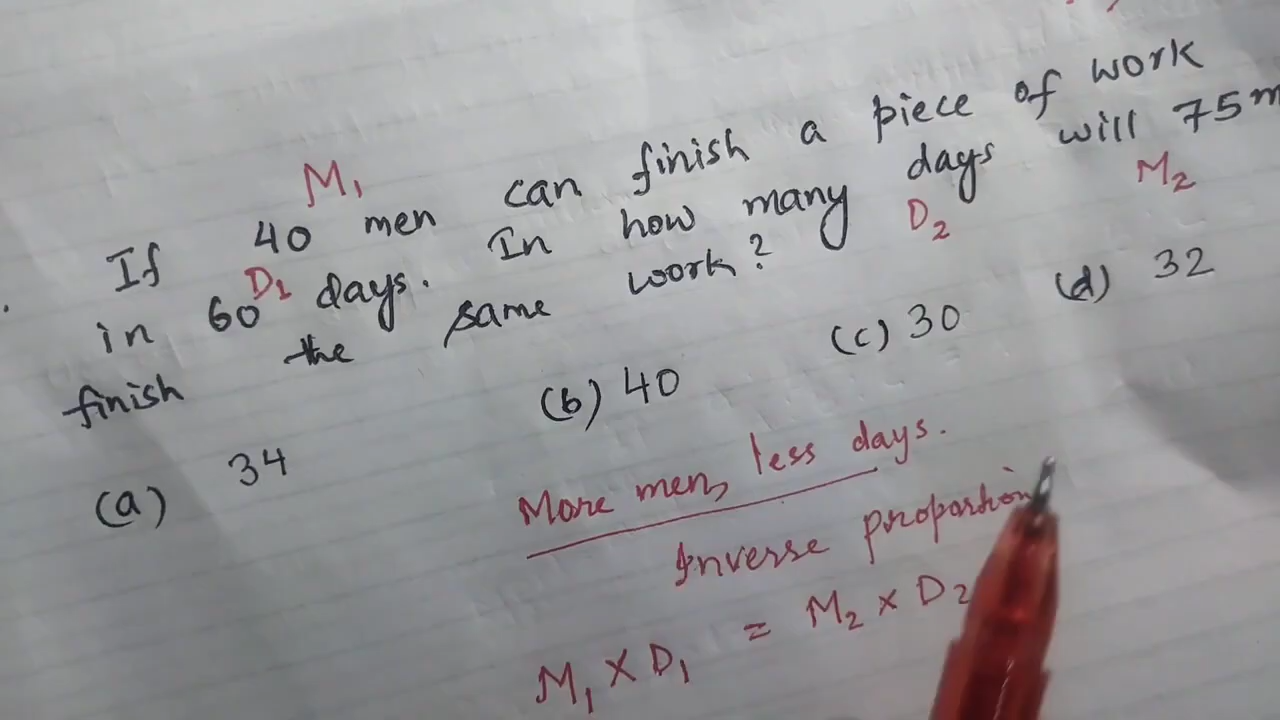 M1
If 40 men can finish a piece of work
D1 D2 M2
in 60 days. In how many days will 75 m
finish the same work?
(a) 34 (b) 40 (c) 30 (d) 32
More men, less days.
Inverse proportion
M1 × D1 = M2 × D2